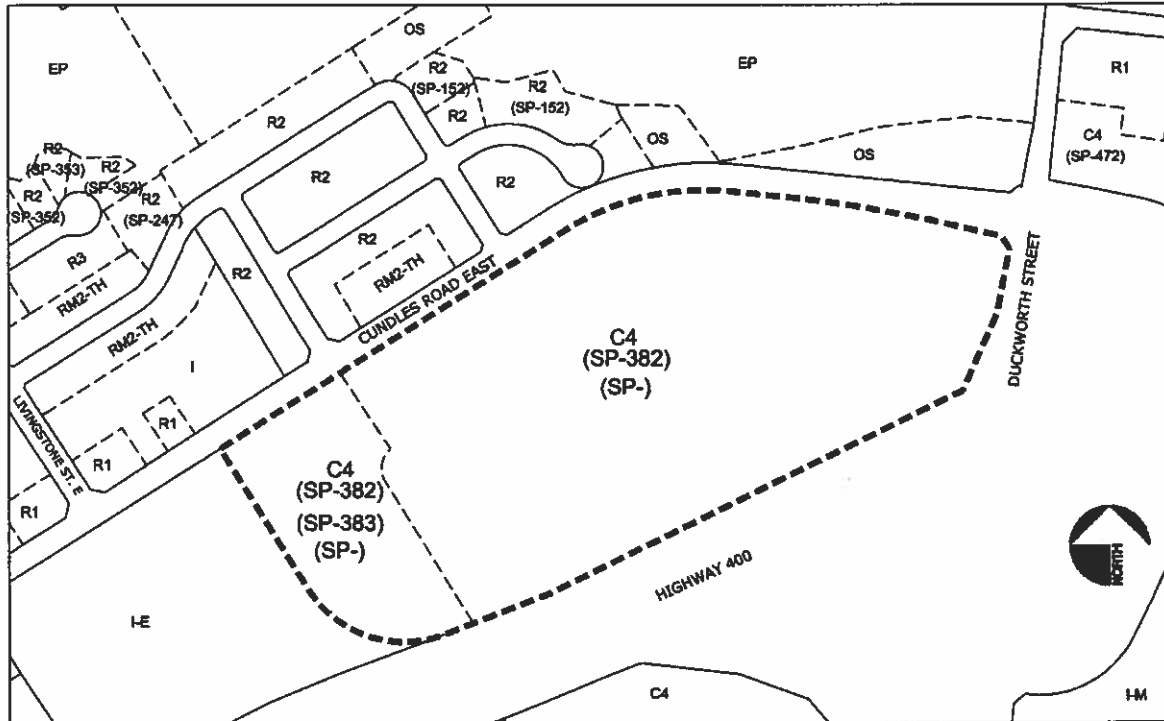 OS
EP
R2
(SP-152)
R2
(SP-152)
EP
R1
R2
R2
C4
(SP-472)
OS
OS
R2
(SP-353)
R2
(SP-352)
R2
(SP-352)
R2
(SP-247)
R2
R2
R3
R2
R2
RM2-TH
RM2-TH
CUNDLES ROAD EAST
DUCKWORTH STREET
RM2-TH
I
C4
(SP-382)
(SP-)
LIVINGSTONE ST. E
R1
R1
R1
C4
(SP-382)
(SP-383)
(SP-)
HIGHWAY 400
NORTH
I-E
C4
I-M